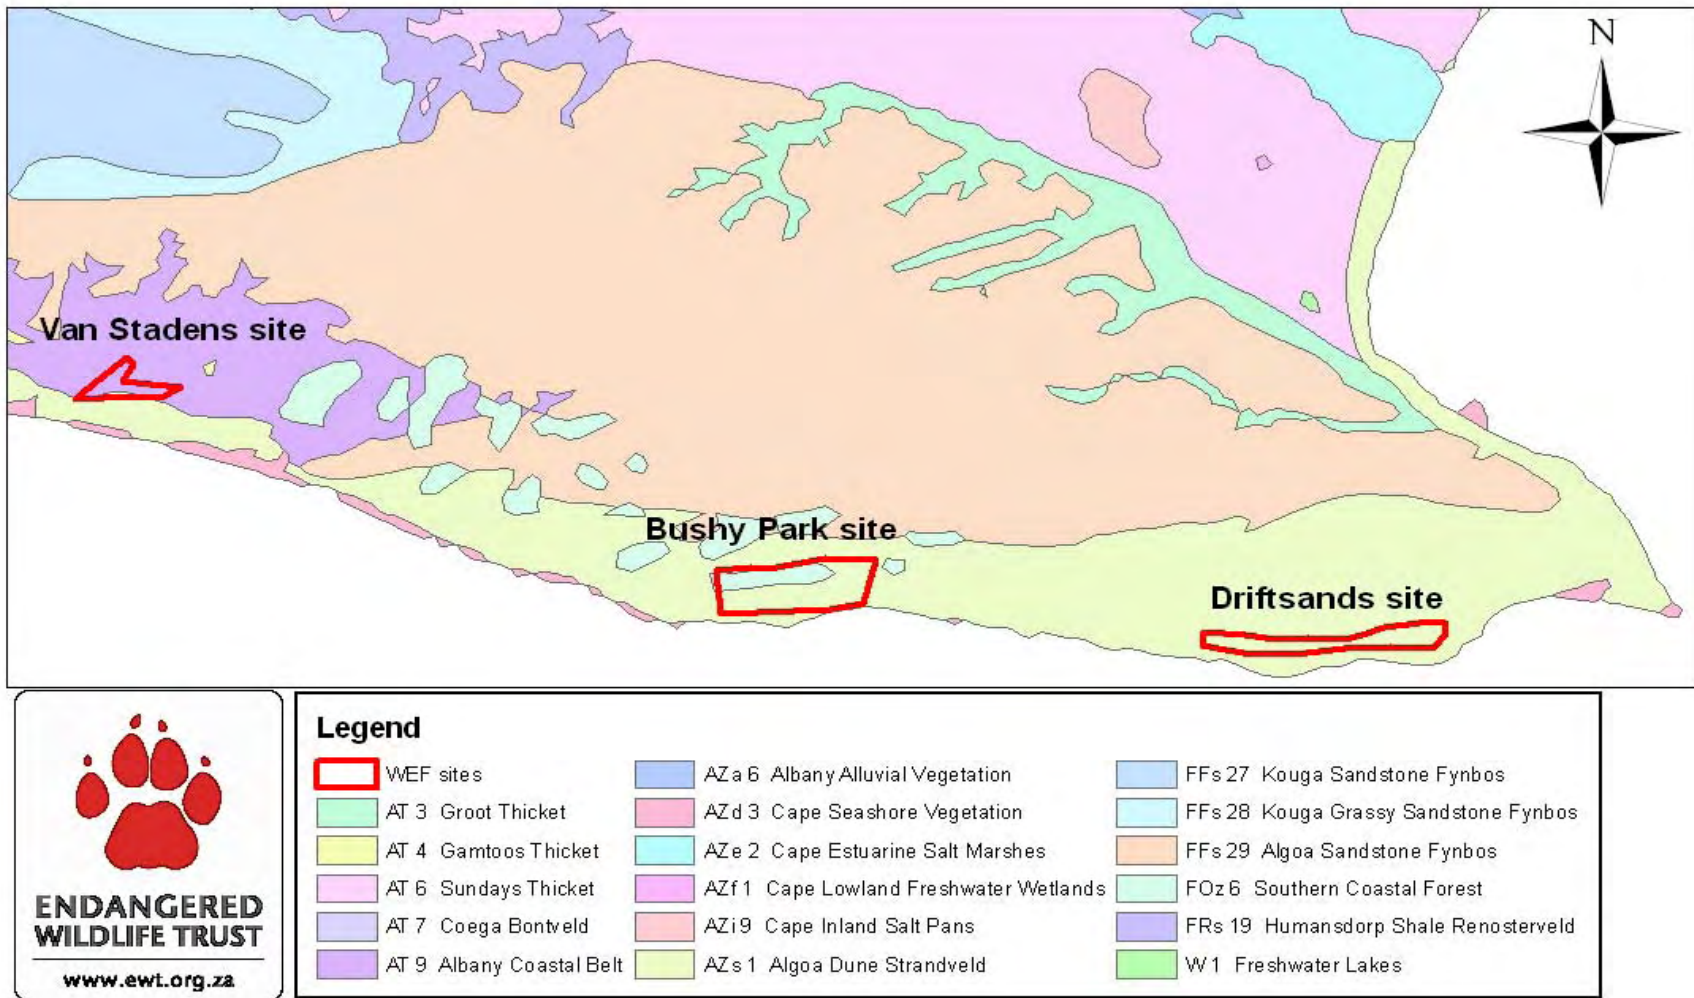 N
Van Stadens site
Bushy Park site
Driftsands site
ENDANGERED
WILDLIFE TRUST
www.ewt.org.za
Legend
WEF sites
AT 3 Groot Thicket
AT 4 Gamtoos Thicket
AT 6 Sundays Thicket
AT 7 Coega Bontveld
AT 9 Albany Coastal Belt
AZa 6 Albany Alluvial Vegetation
AZd 3 Cape Seashore Vegetation
AZe 2 Cape Estuarine Salt Marshes
AZf 1 Cape Lowland Freshwater Wetlands
AZi 9 Cape Inland Salt Pans
AZs 1 Algoa Dune Strandveld
FFs 27 Kouga Sandstone Fynbos
FFs 28 Kouga Grassy Sandstone Fynbos
FFs 29 Algoa Sandstone Fynbos
FOz 6 Southern Coastal Forest
FRs 19 Humansdorp Shale Renosterveld
W 1 Freshwater Lakes